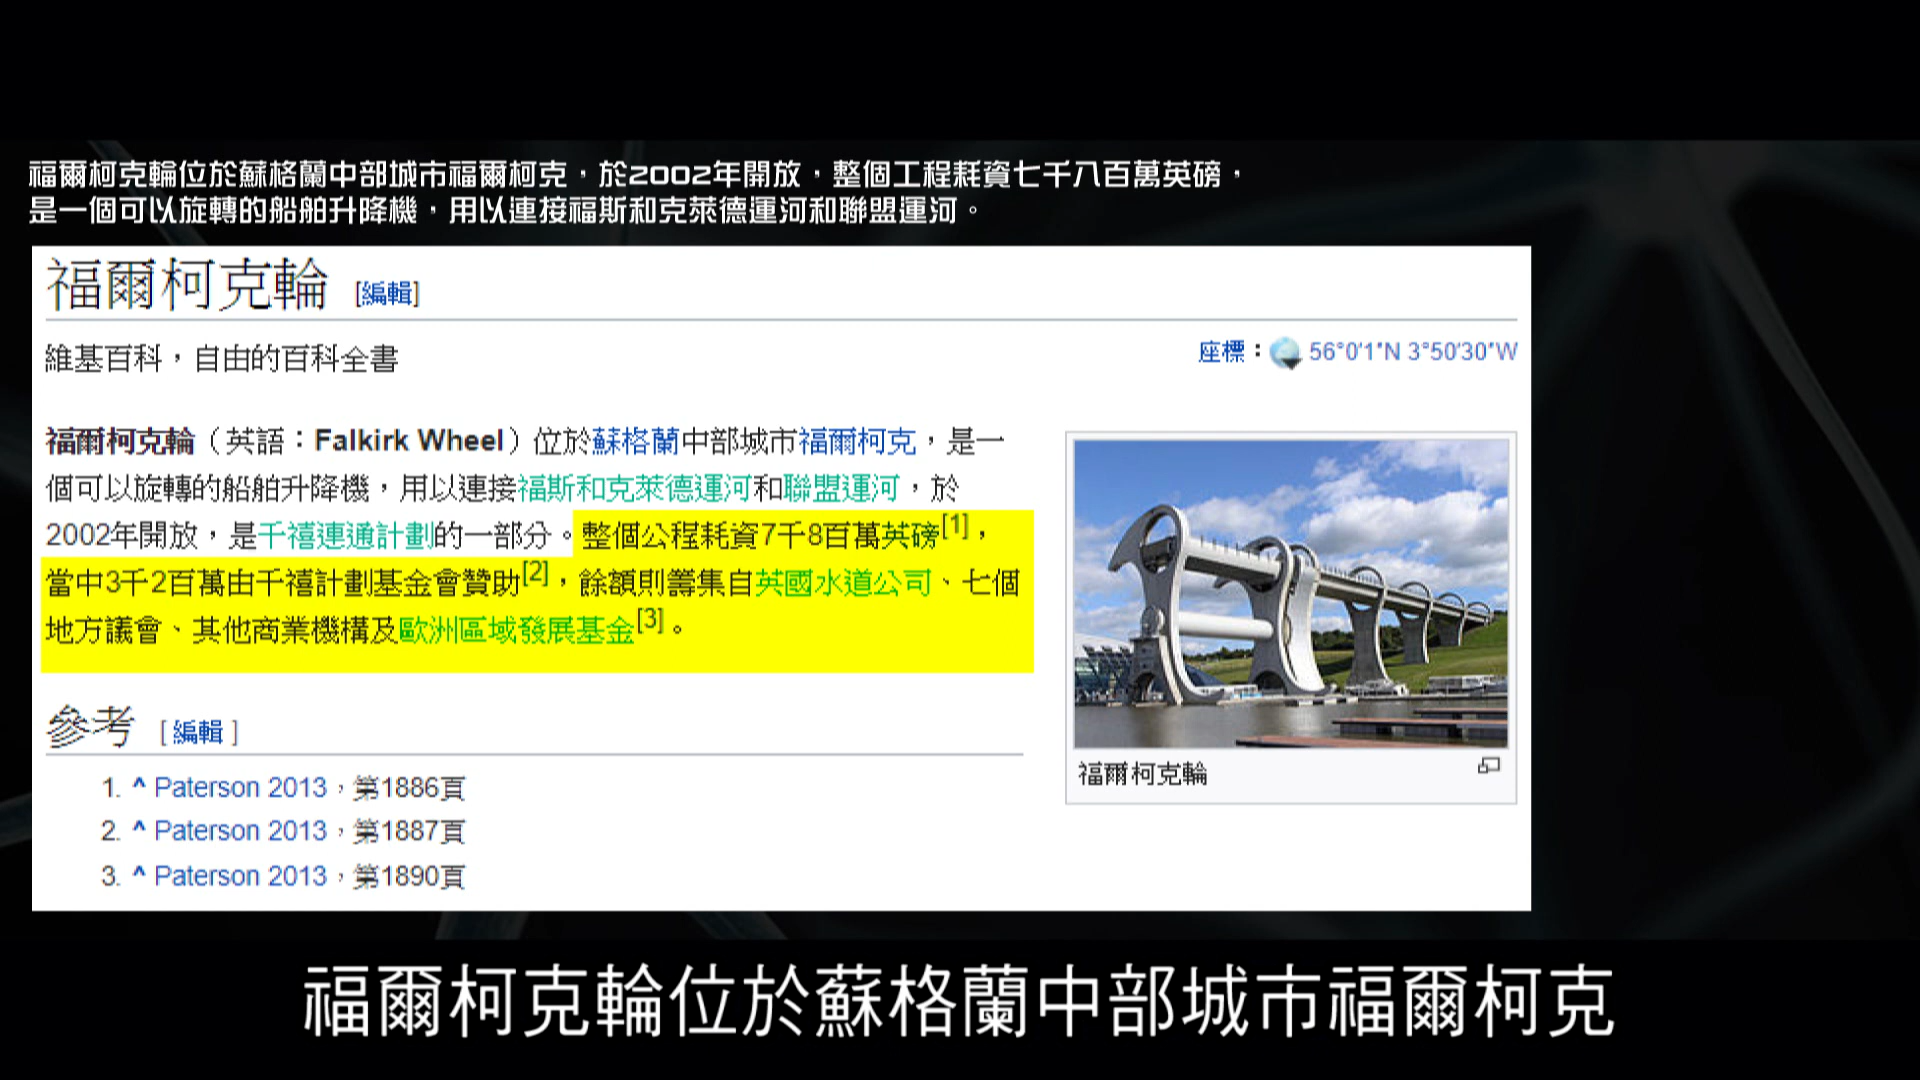 福爾柯克輪位於蘇格蘭中部城市福爾柯克，於2002年開放，整個工程耗資七千八百萬英磅，
是一個可以旋轉的船舶升降機，用以連接福斯和克萊德運河和聯盟運河。
福爾柯克輪 [編輯]
維基百科，自由的百科全書
座標：56°0′1″N 3°50′30″W
福爾柯克輪（英語：Falkirk Wheel）位於蘇格蘭中部城市福爾柯克，是一
個可以旋轉的船舶升降機，用以連接福斯和克萊德運河和聯盟運河，於
2002年開放，是千禧連通計劃的一部分。整個公程耗資7千8百萬英磅[1]，
當中3千2百萬由千禧計劃基金會贊助[2]，餘額則籌集自英國水道公司、七個
地方議會、其他商業機構及歐洲區域發展基金[3]。
福爾柯克輪
參考 [編輯]
1. ^ Paterson 2013，第1886頁
2. ^ Paterson 2013，第1887頁
3. ^ Paterson 2013，第1890頁
福爾柯克輪位於蘇格蘭中部城市福爾柯克